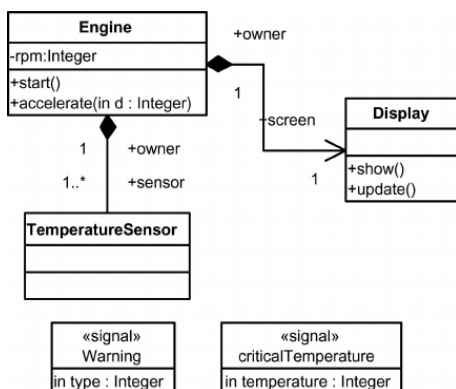 Engine
-rpm:Integer
+start()
+accelerate(in d : Integer)
+owner
1
-screen
1
Display
+show()
+update()
1
+owner
1..*
+sensor
TemperatureSensor
«signal»
Warning
in type : Integer
«signal»
criticalTemperature
in temperature : Integer